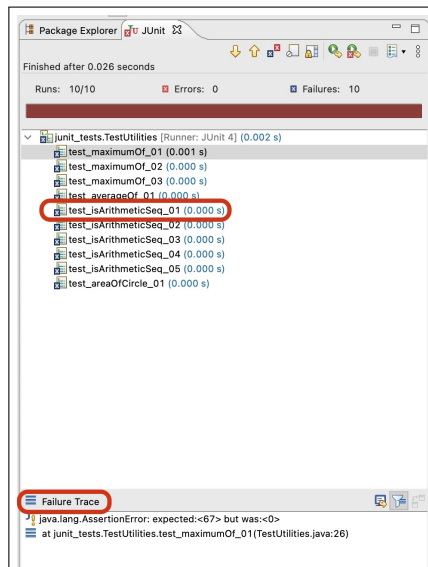 Package Explorer JUnit
Finished after 0.026 seconds
Runs: 10/10 Errors: 0 Failures: 10
junit_tests.TestUtilities [Runner: JUnit 4] (0.002 s)
test_maximumOf_01 (0.001 s)
test_maximumOf_02 (0.000 s)
test_maximumOf_03 (0.000 s)
test_averageOf_01 (0.000 s)
test_isArithmeticSeq_01 (0.000 s)
test_isArithmeticSeq_02 (0.000 s)
test_isArithmeticSeq_03 (0.000 s)
test_isArithmeticSeq_04 (0.000 s)
test_isArithmeticSeq_05 (0.000 s)
test_areaOfCircle_01 (0.000 s)
Failure Trace
java.lang.AssertionError: expected:<67> but was:<0>
at junit_tests.TestUtilities.test_maximumOf_01(TestUtilities.java:26)